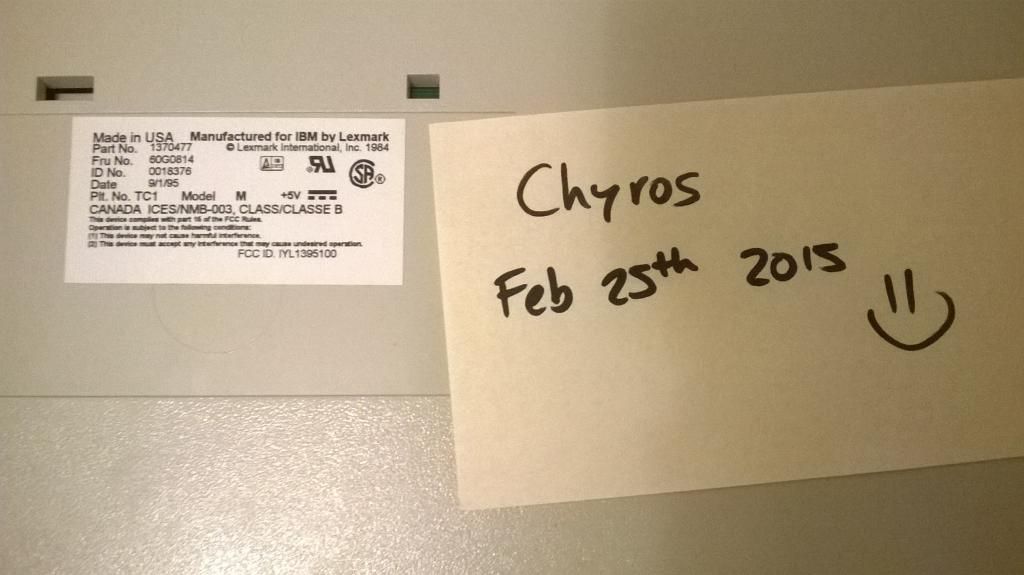 Made in USA Manufactured for IBM by Lexmark
Part No. 1370477 © Lexmark International, Inc. 1984
Fru No. 60G0814
ID No. 0018376
Date 9/1/95
Plt. No. TC1 Model M +5V
CANADA ICES/NMB-003, CLASS/CLASSE B
This device complies with part 15 of the FCC Rules.
Operation is subject to the following conditions:
(1) This device may not cause harmful interference.
(2) This device must accept any interference that may cause undesired operation.
FCC ID. IYL1395100
Chyros
Feb 25th 2015